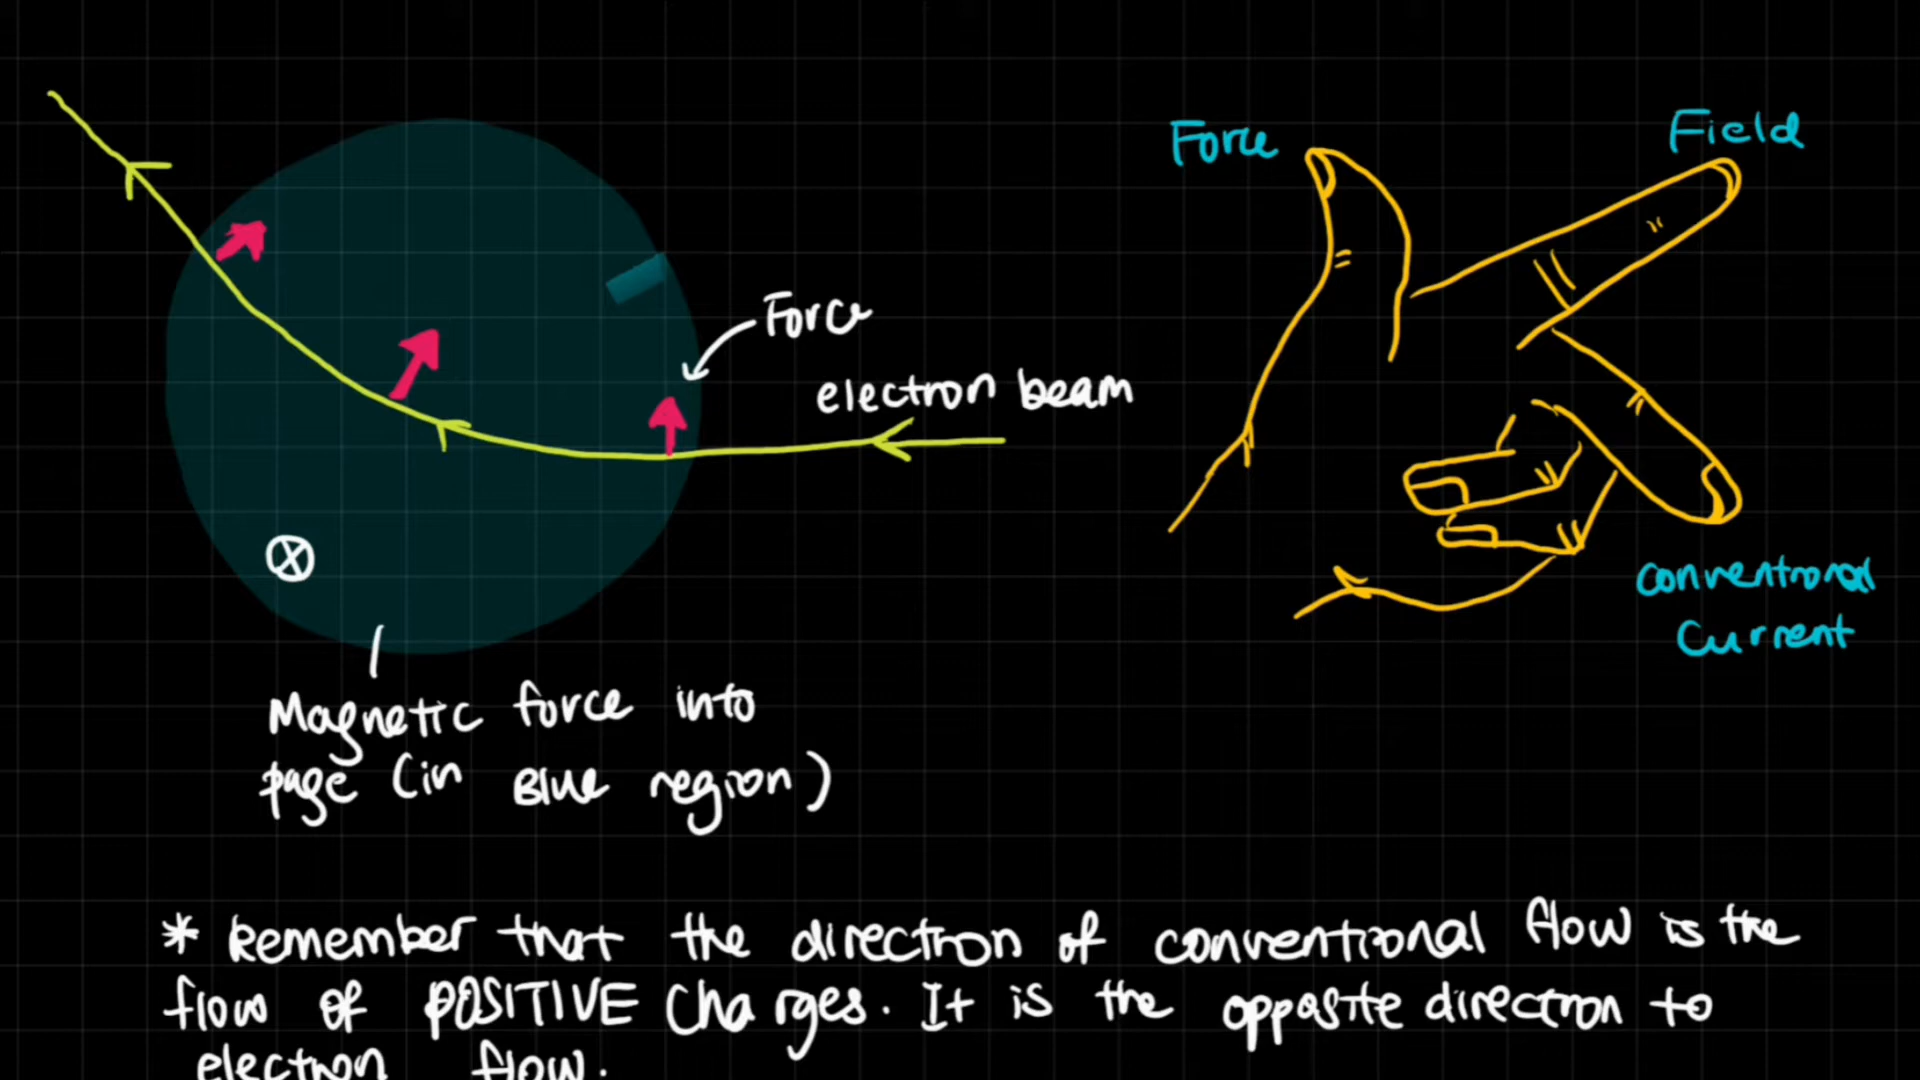 Force
Field
Force
electron beam
conventional
current
Magnetic force into
page (in Blue region)
* Remember that the direction of conventional flow is the
flow of POSITIVE charges. It is the opposite direction to
electron flow.